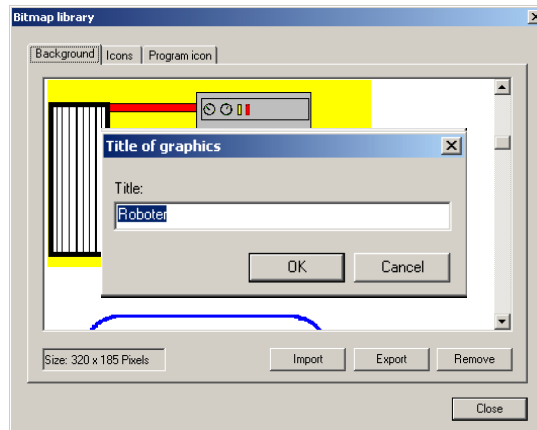 Bitmap library
Background Icons Program icon
Title of graphics
Title:
Roboter
OK Cancel
Size: 320 x 185 Pixels Import Export Remove
Close